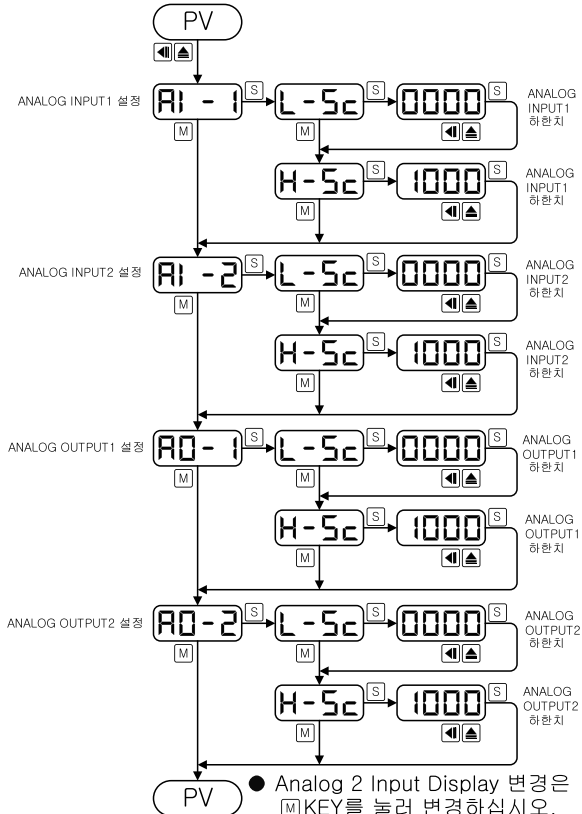 PV
ANALOG INPUT1 설정
AI - 1
S
L-Sc
S
0000
S
ANALOG
INPUT1
하한치
M
M
H-Sc
S
1000
S
ANALOG
INPUT1
하한치
M
ANALOG INPUT2 설정
AI -2
S
L-Sc
S
0000
S
ANALOG
INPUT2
하한치
M
M
H-Sc
S
1000
S
ANALOG
INPUT2
하한치
M
ANALOG OUTPUT1 설정
AO - 1
S
L-Sc
S
0000
S
ANALOG
OUTPUT1
하한치
M
M
H-Sc
S
1000
S
ANALOG
OUTPUT1
하한치
M
ANALOG OUTPUT2 설정
AO-2
S
L-Sc
S
0000
S
ANALOG
OUTPUT2
하한치
M
M
H-Sc
S
1000
S
ANALOG
OUTPUT2
하한치
M
PV
● Analog 2 Input Display 변경은
M KEY를 눌러 변경하십시오.